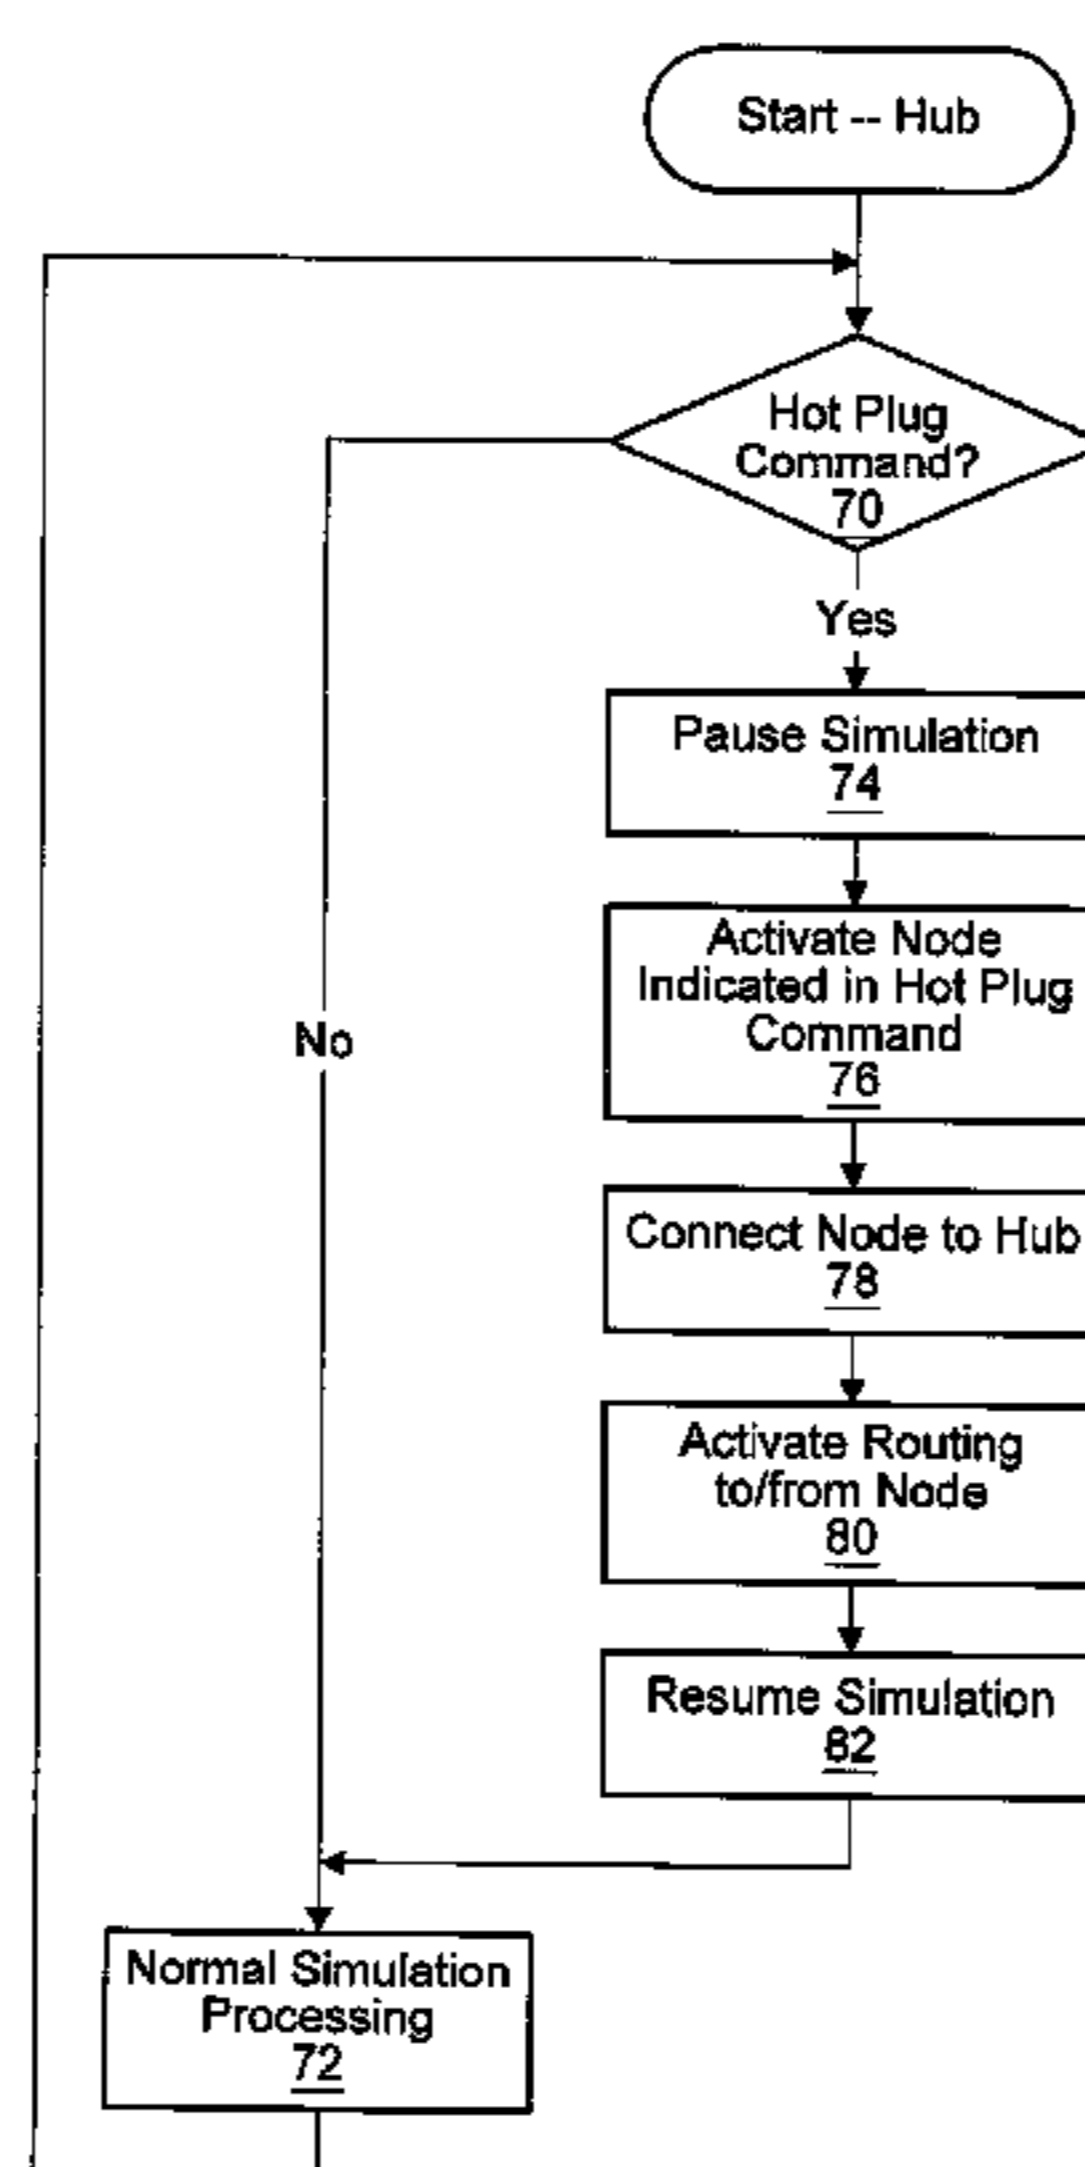 Start -- Hub
Hot Plug
Command?
70
Yes
Pause Simulation
74
Activate Node
Indicated in Hot Plug
Command
76
No
Connect Node to Hub
78
Activate Routing
to/from Node
80
Resume Simulation
82
Normal Simulation
Processing
72